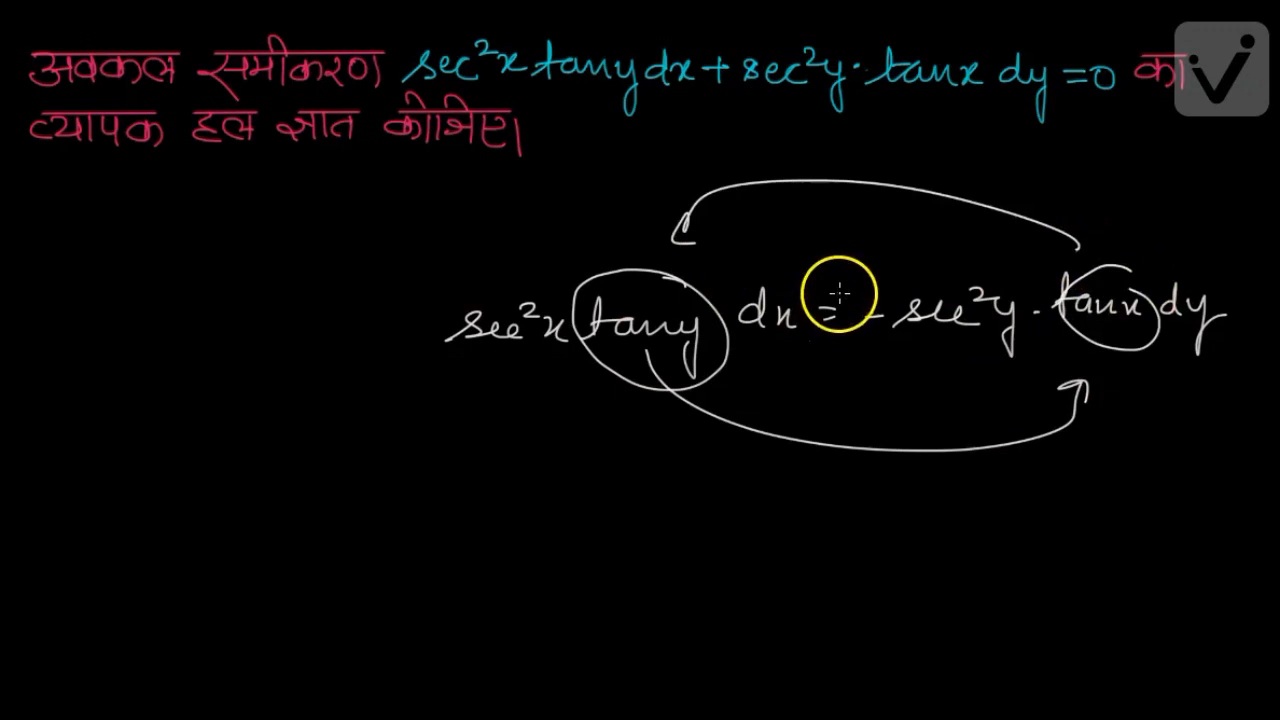 अवकल समीकरण sec²x tany dx + sec²y · tanx dy = 0 का
व्यापक हल ज्ञात कीजिए।
sec²x tany dx = - sec²y · tanx dy